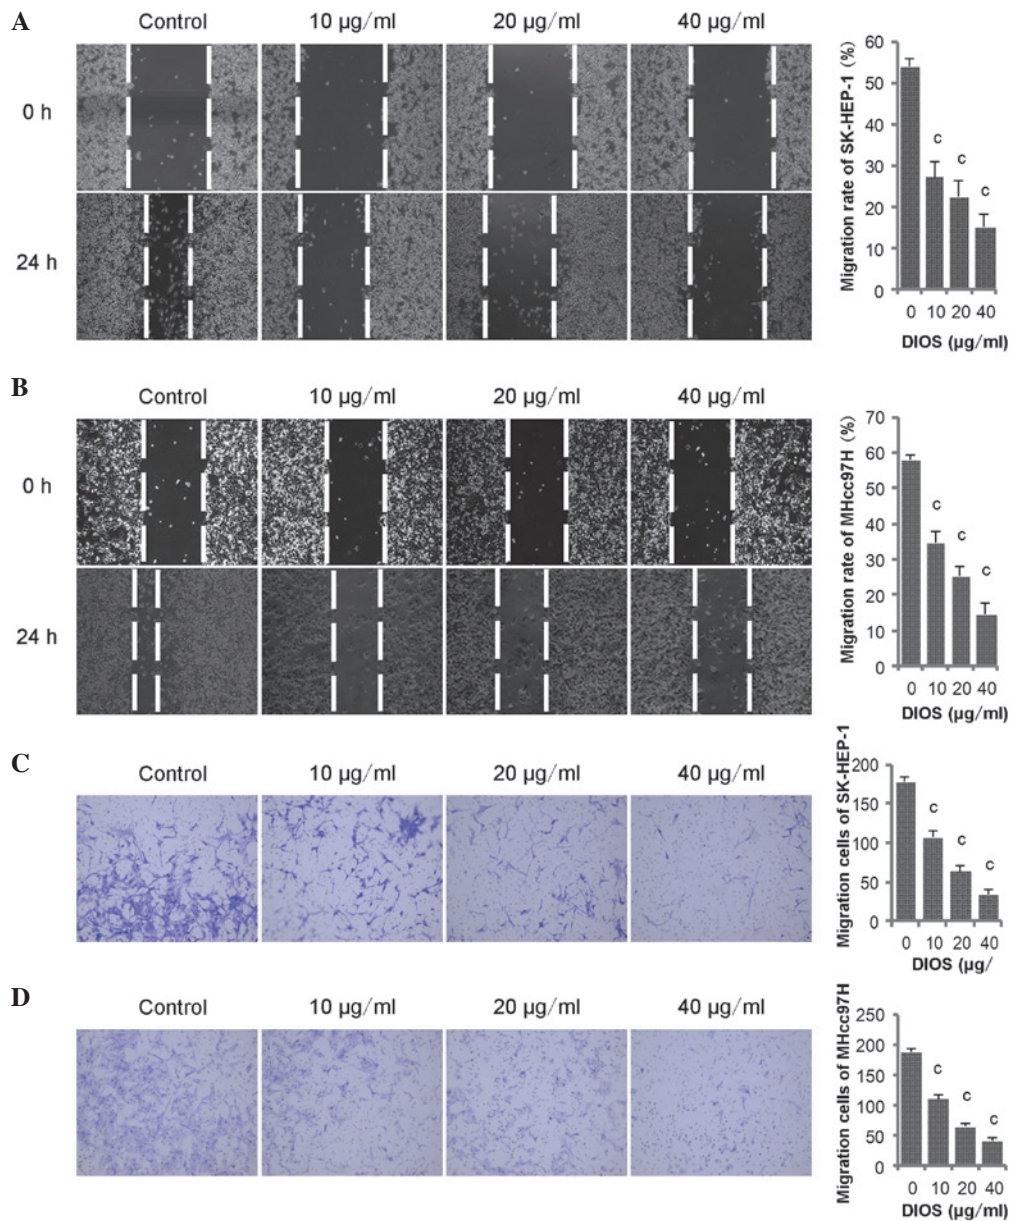 A
Control 10 µg/ml 20 µg/ml 40 µg/ml
0 h
24 h
Migration rate of SK-HEP-1 (%)
60
50
40
30
20
10
0
c
c
c
0 10 20 40
DIOS (µg/ml)
B
Control 10 µg/ml 20 µg/ml 40 µg/ml
0 h
24 h
Migration rate of MHcc97H (%)
70
60
50
40
30
20
10
0
c
c
c
0 10 20 40
DIOS (µg/ml)
C
Control 10 µg/ml 20 µg/ml 40 µg/ml
Migration cells of SK-HEP-1
200
150
100
50
0
c
c
c
0 10 20 40
DIOS (µg/
D
Control 10 µg/ml 20 µg/ml 40 µg/ml
Migration cells of MHcc97H
250
200
150
100
50
0
c
c
c
0 10 20 40